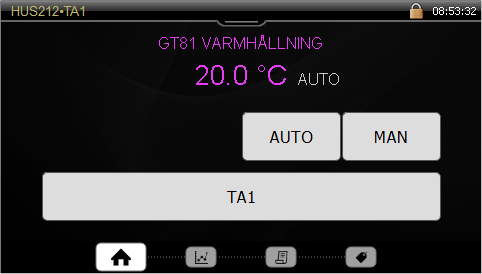 HUS212•TA1 08:53:32
GT81 VARMHÅLLNING
20.0 °C AUTO
AUTO MAN
TA1